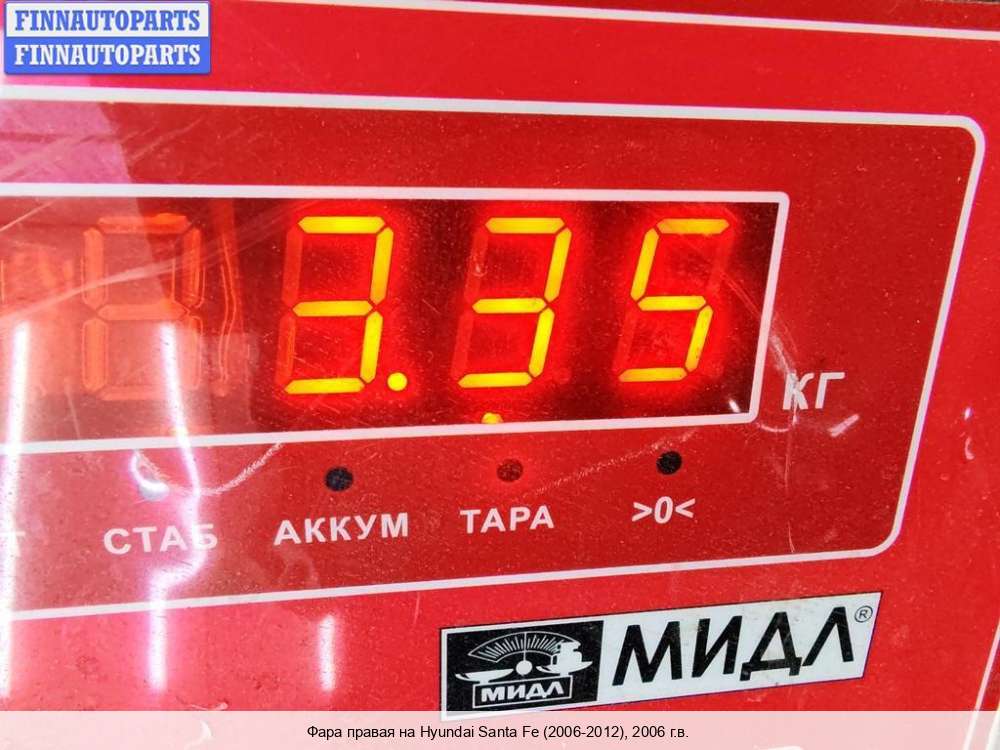 FINNAUTOPARTS
FINNAUTOPARTS
3.35
КГ
Т СТАБ АККУМ ТАРА >0<
МИДЛ МИДЛ®
Фара правая на Hyundai Santa Fe (2006-2012), 2006 г.в.